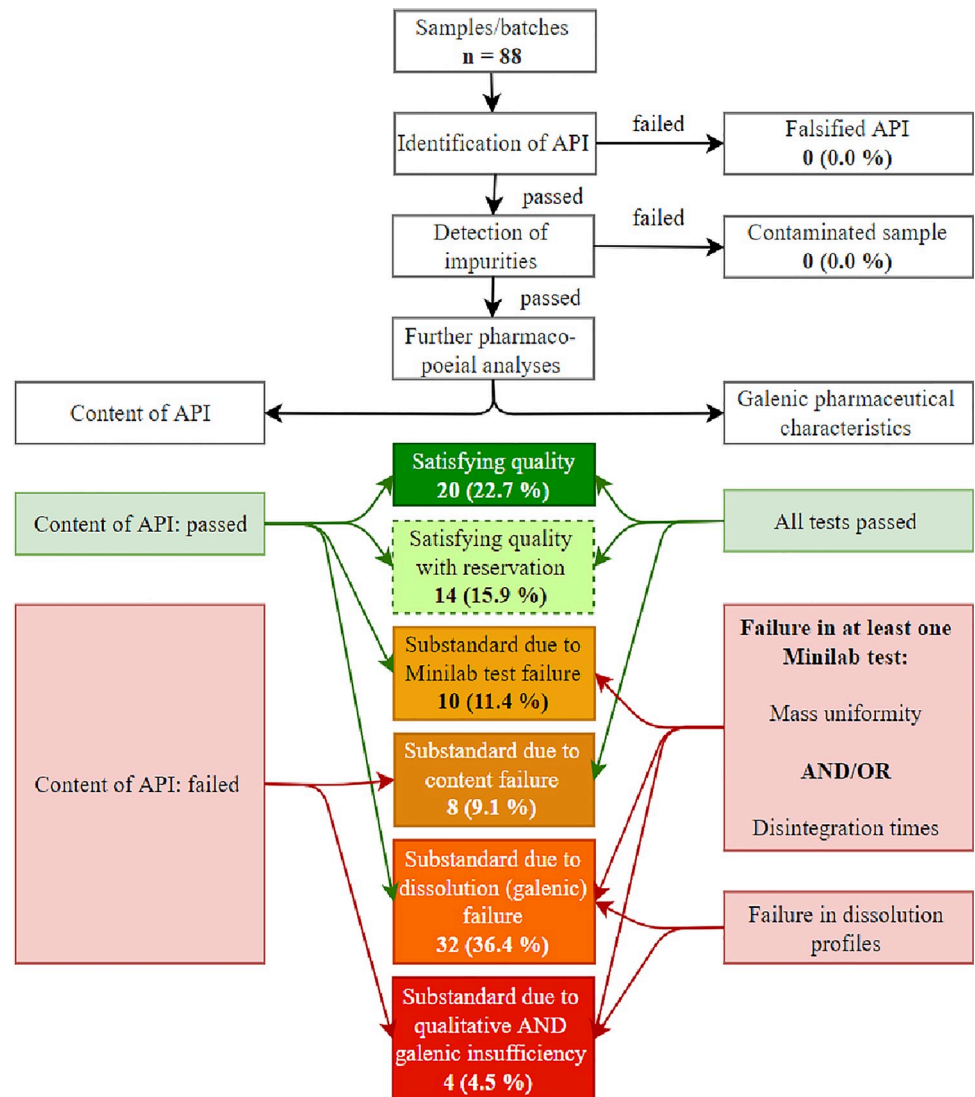 Samples/batches
n = 88
Identification of API
failed
Falsified API
0 (0.0 %)
passed
Detection of
impurities
failed
Contaminated sample
0 (0.0 %)
passed
Further pharmaco-
poeial analyses
Content of API
Galenic pharmaceutical
characteristics
Satisfying quality
20 (22.7 %)
Content of API: passed
All tests passed
Satisfying quality
with reservation
14 (15.9 %)
Substandard due to
Minilab test failure
10 (11.4 %)
Failure in at least one
Minilab test:
Mass uniformity
AND/OR
Disintegration times
Content of API: failed
Substandard due to
content failure
8 (9.1 %)
Substandard due to
dissolution (galenic)
failure
32 (36.4 %)
Failure in dissolution
profiles
Substandard due to
qualitative AND
galenic insufficiency
4 (4.5 %)